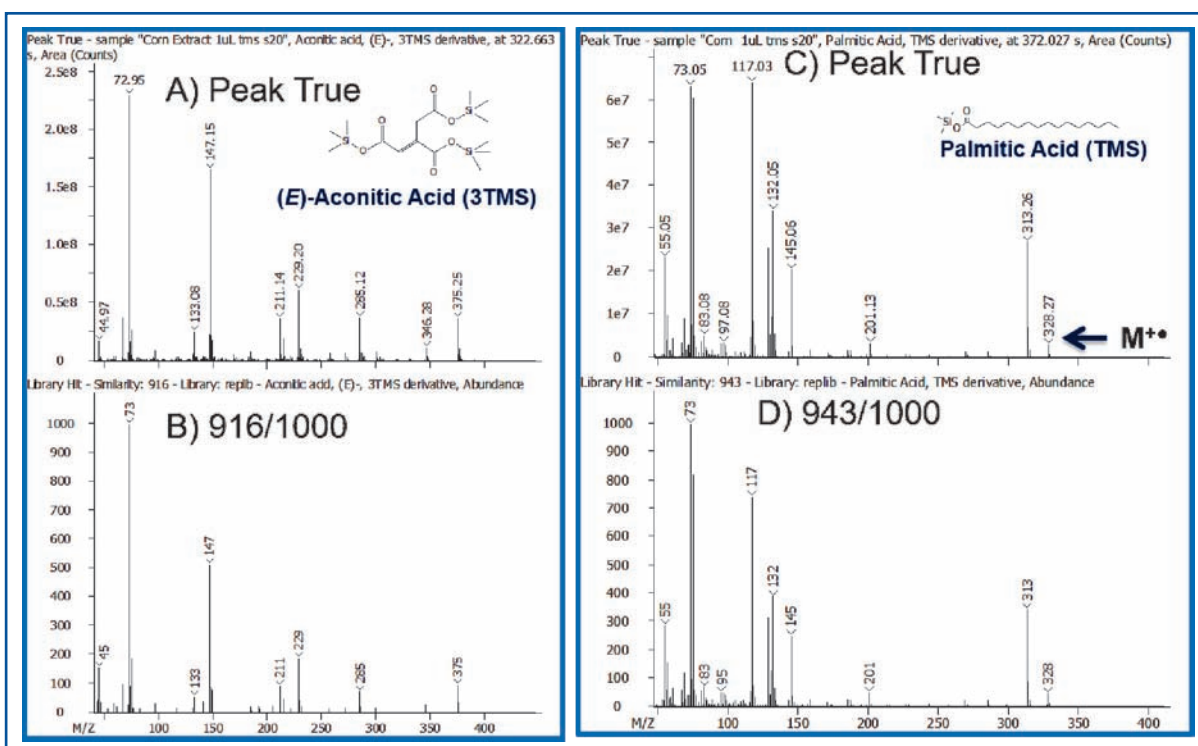 Peak True - sample "Corn Extract 1uL tms s20", Aconitic acid, (E)-, 3TMS derivative, at 322.663
s, Area (Counts)
A) Peak True
(E)-Aconitic Acid (3TMS)
2.5e8
2.0e8
1.5e8
1.0e8
0.5e8
0
44.97
72.95
133.08
147.15
211.14
229.20
285.12
346.28
375.25
Si
O
O
O
Si
O
O
Si
O
O
Library Hit - Similarity: 916 - Library: replib - Aconitic add, (E)-, 3TMS derivative, Abundance
B) 916/1000
1000
900
800
700
600
500
400
300
200
100
0
45
73
133
147
211
229
285
375
M/Z 100 150 200 250 300 350 400
Peak True - sample "Corn 1uL tms s20", Palmitic Acid, TMS derivative, at 372.027 s, Area (Counts)
C) Peak True
Si
O
O
Palmitic Acid (TMS)
6e7
5e7
4e7
3e7
2e7
1e7
0
55.05
73.05
83.08
97.08
117.03
132.05
145.06
201.13
313.26
328.27
M+•
Library Hit - Similarity: 943 - Library: replib - Palmitic Acid, TMS derivative, Abundance
D) 943/1000
1000
900
800
700
600
500
400
300
200
100
0
55
73
83
95
117
132
145
201
313
328
M/Z 100 150 200 250 300 350 400